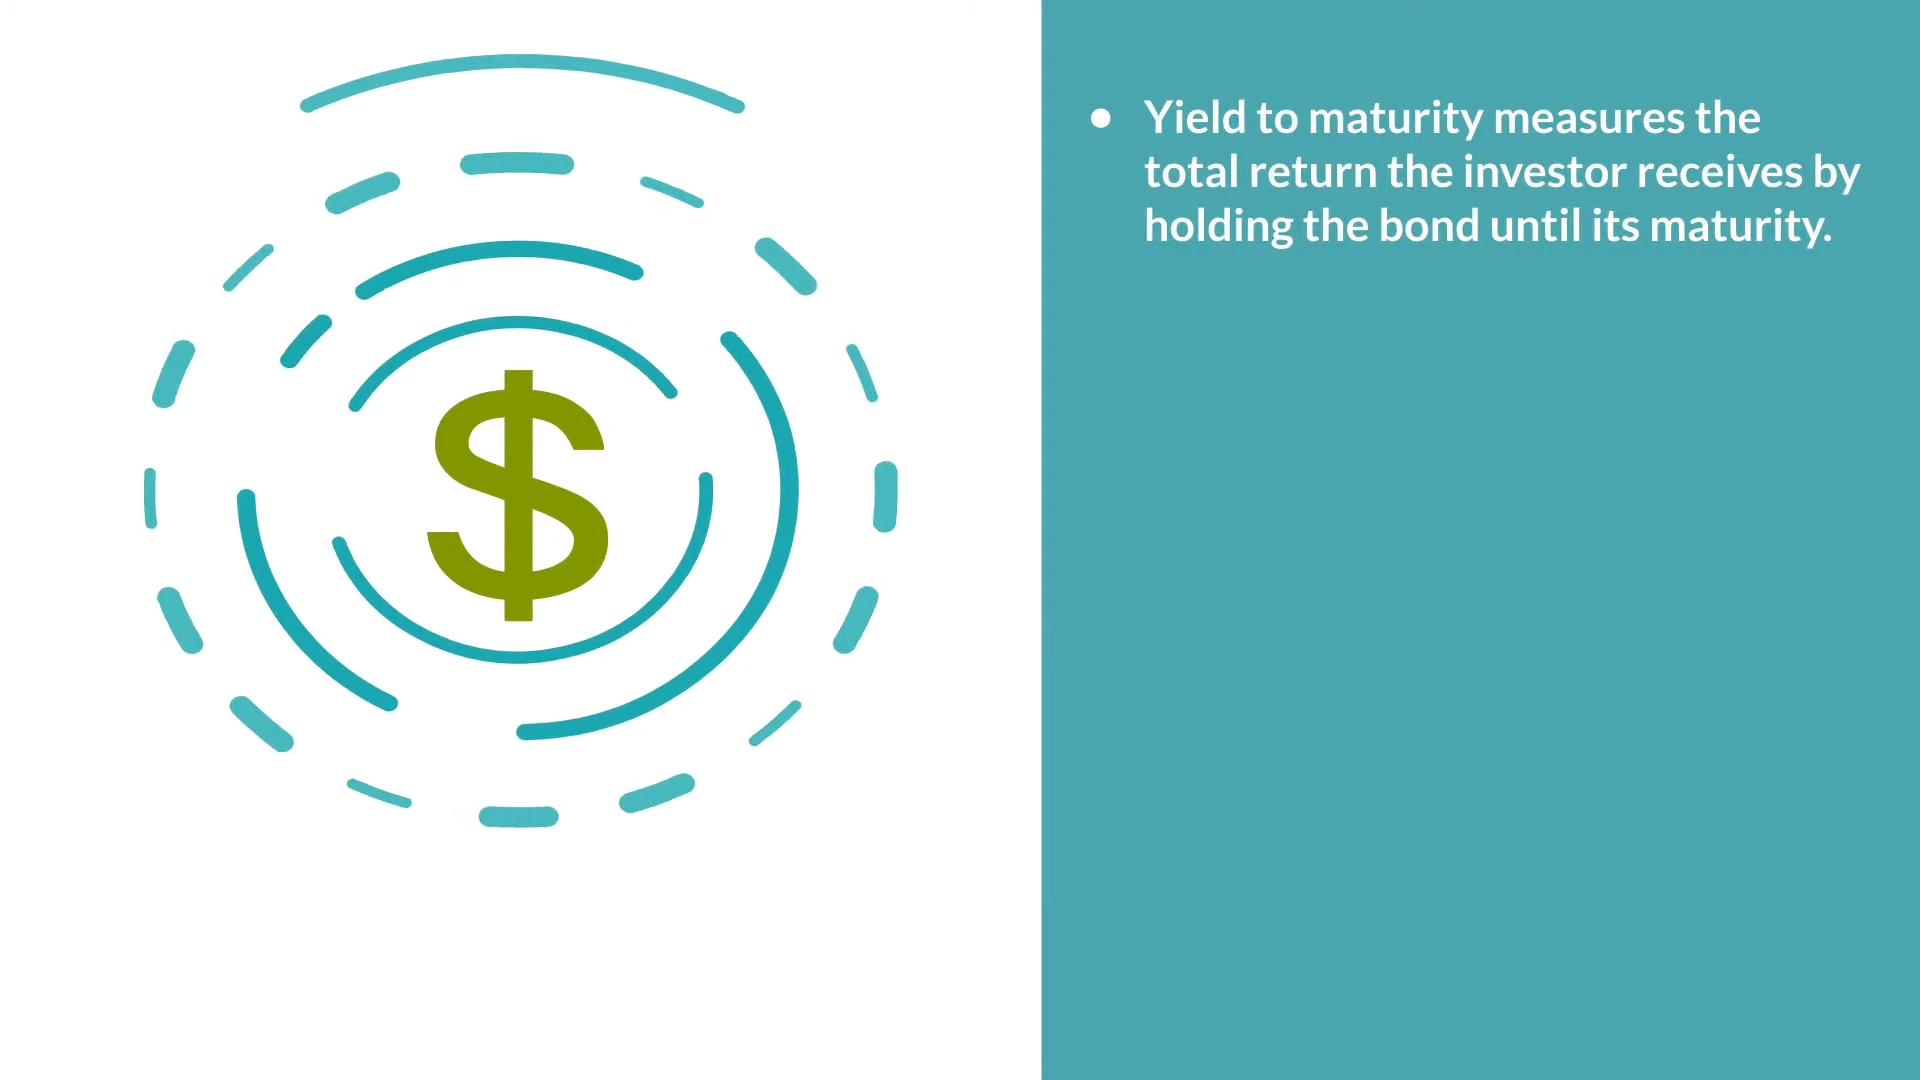 $
● Yield to maturity measures the
total return the investor receives by
holding the bond until its maturity.